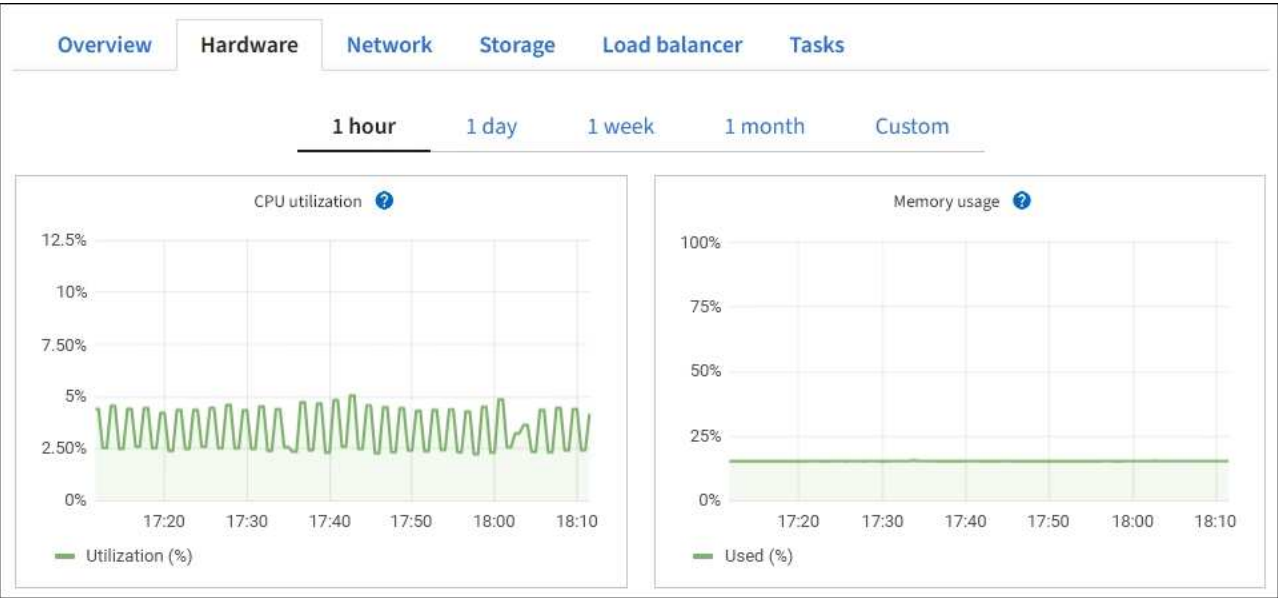 Overview Hardware Network Storage Load balancer Tasks
1 hour 1 day 1 week 1 month Custom
CPU utilization ?
12.5%
10%
7.50%
5%
2.50%
0%
17:20 17:30 17:40 17:50 18:00 18:10
Utilization (%)
Memory usage ?
100%
75%
50%
25%
0%
17:20 17:30 17:40 17:50 18:00 18:10
Used (%)